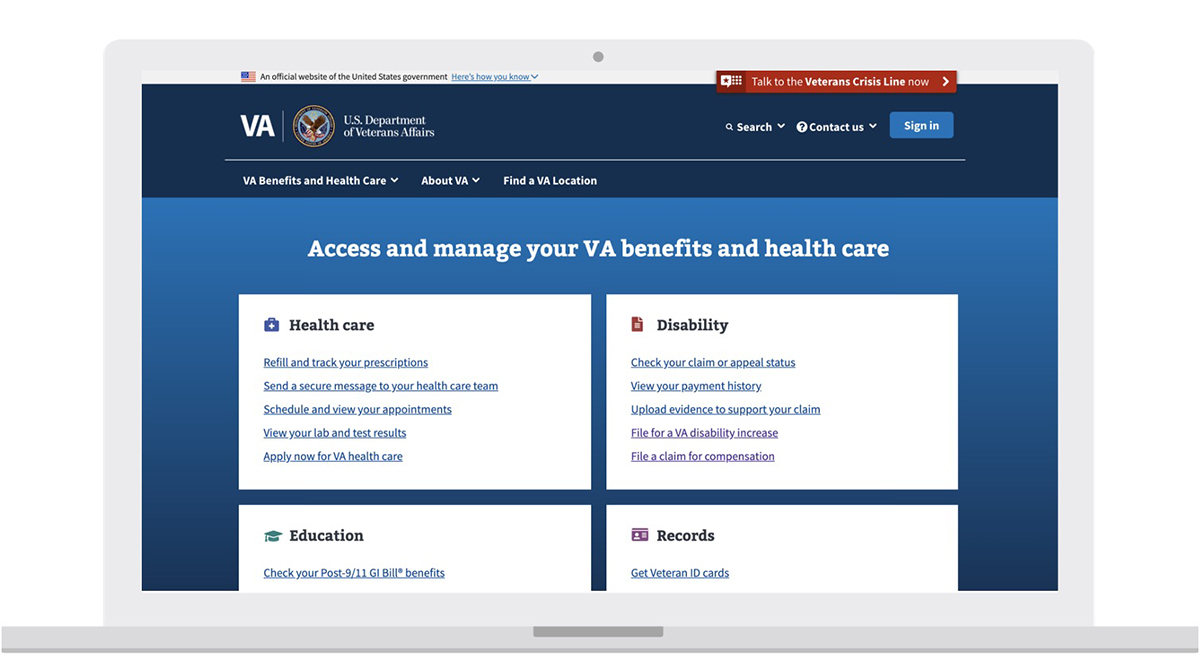 An official website of the United States government Here's how you know
Talk to the Veterans Crisis Line now
VA
U.S. Department
of Veterans Affairs
Search
Contact us
Sign in
VA Benefits and Health Care
About VA
Find a VA Location
Access and manage your VA benefits and health care
Health care
Refill and track your prescriptions
Send a secure message to your health care team
Schedule and view your appointments
View your lab and test results
Apply now for VA health care
Disability
Check your claim or appeal status
View your payment history
Upload evidence to support your claim
File for a VA disability increase
File a claim for compensation
Education
Check your Post-9/11 GI Bill® benefits
Records
Get Veteran ID cards